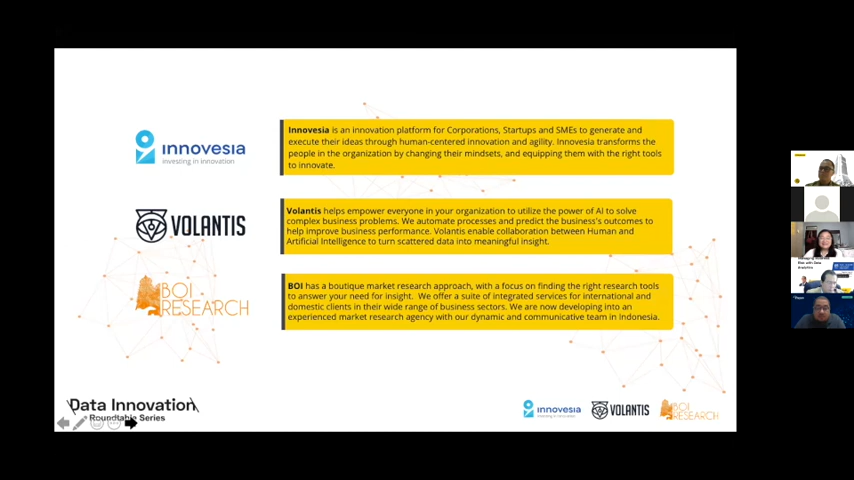 innovesia
investing in innovation
Innovesia is an innovation platform for Corporations, Startups and SMEs to generate and
execute their ideas through human-centered innovation and agility. Innovesia transforms the
people in the organization by changing their mindsets, and equipping them with the right tools
to innovate.
VOLANTIS
Volantis helps empower everyone in your organization to utilize the power of AI to solve
complex business problems. We automate processes and predict the business's outcomes to
help improve business performance. Volantis enable collaboration between Human and
Artificial Intelligence to turn scattered data into meaningful insight.
BOI
RESEARCH
BOI has a boutique market research approach, with a focus on finding the right research tools
to answer your need for insight. We offer a suite of integrated services for international and
domestic clients in their wide range of business sectors. We are now developing into an
experienced market research agency with our dynamic and communicative team in Indonesia.
Data Innovation
Roundtable Series
innovesia
investing in innovation
VOLANTIS
BOI
RESEARCH